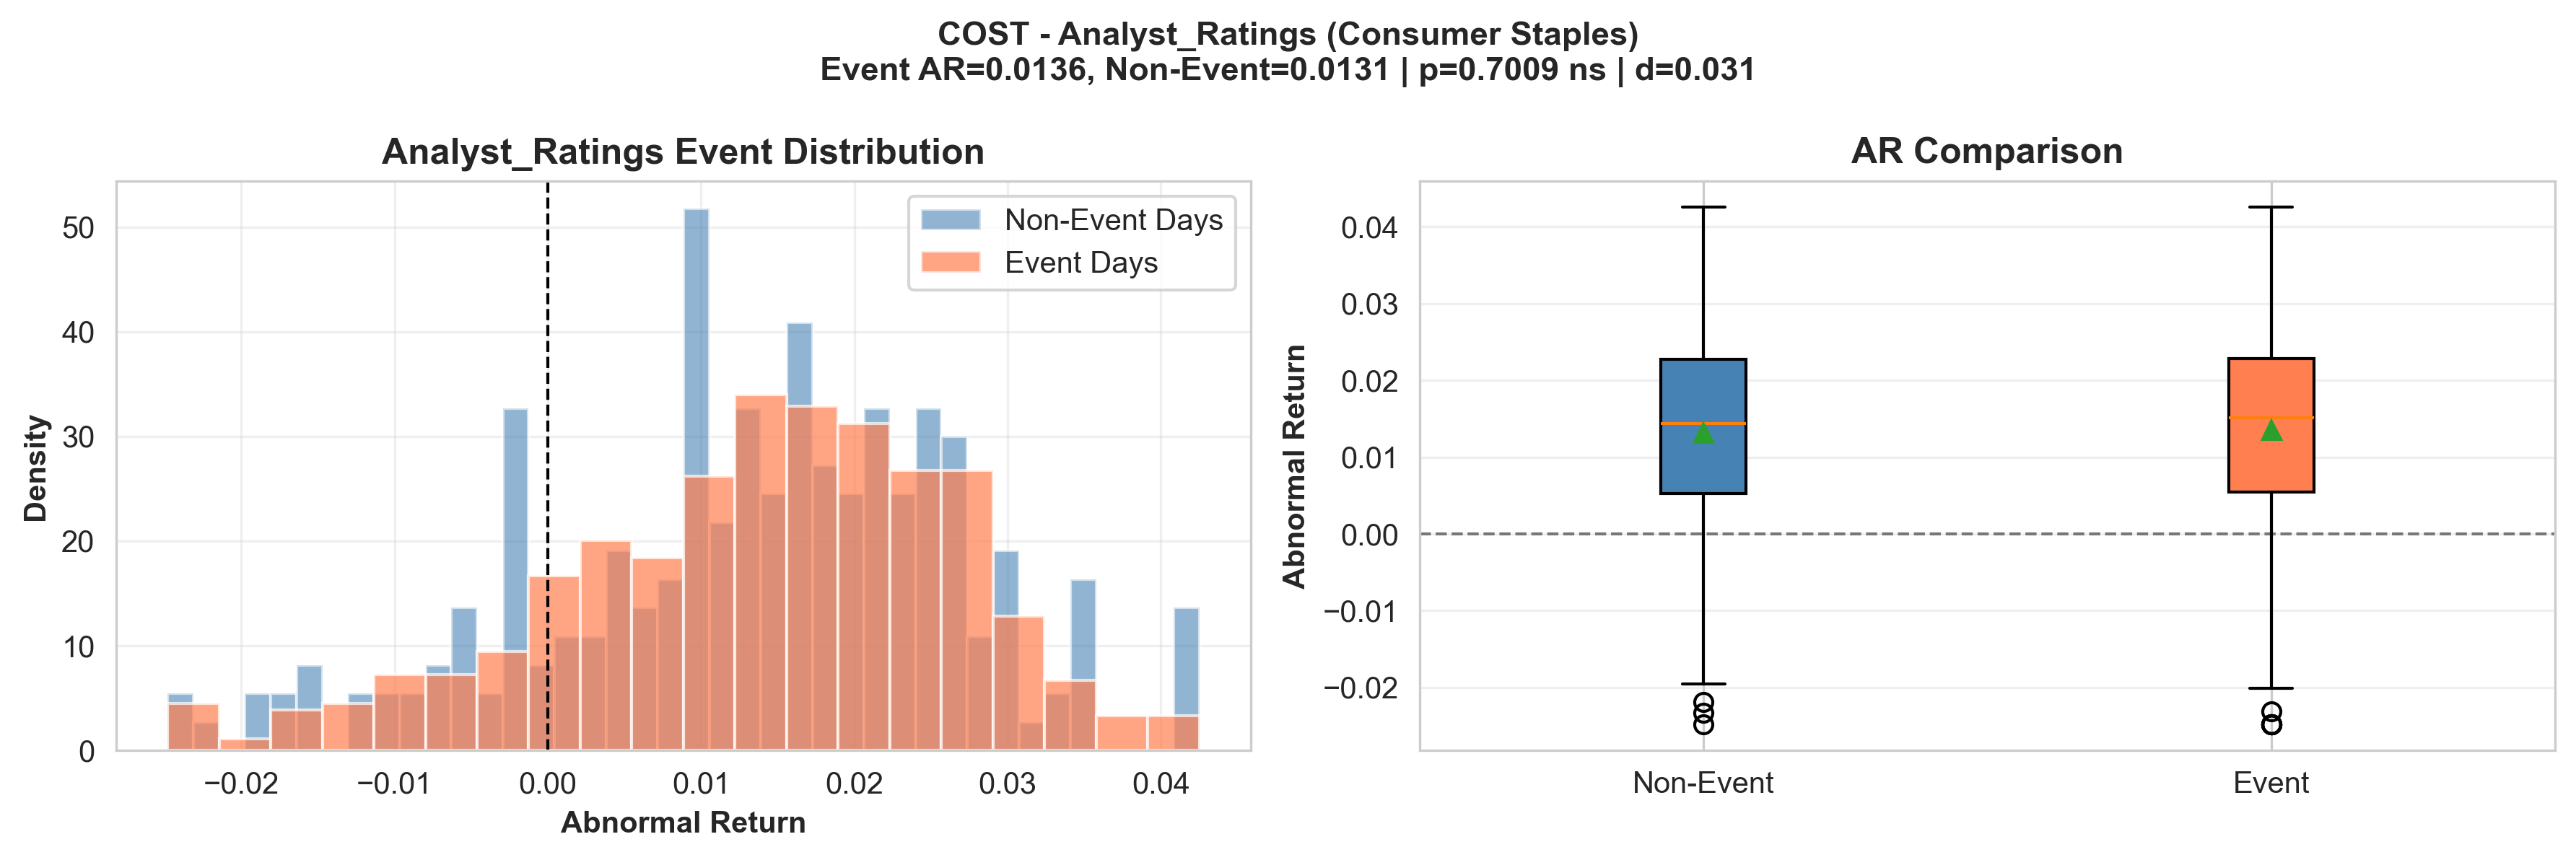 COST - Analyst_Ratings (Consumer Staples)
Event AR=0.0136, Non-Event=0.0131 | p=0.7009 ns | d=0.031
Analyst_Ratings Event Distribution
Non-Event Days
Event Days
Density
50
40
30
20
10
0
−0.02
−0.01
0.00
0.01
0.02
0.03
0.04
Abnormal Return
AR Comparison
Abnormal Return
0.04
0.03
0.02
0.01
0.00
−0.01
−0.02
Non-Event
Event